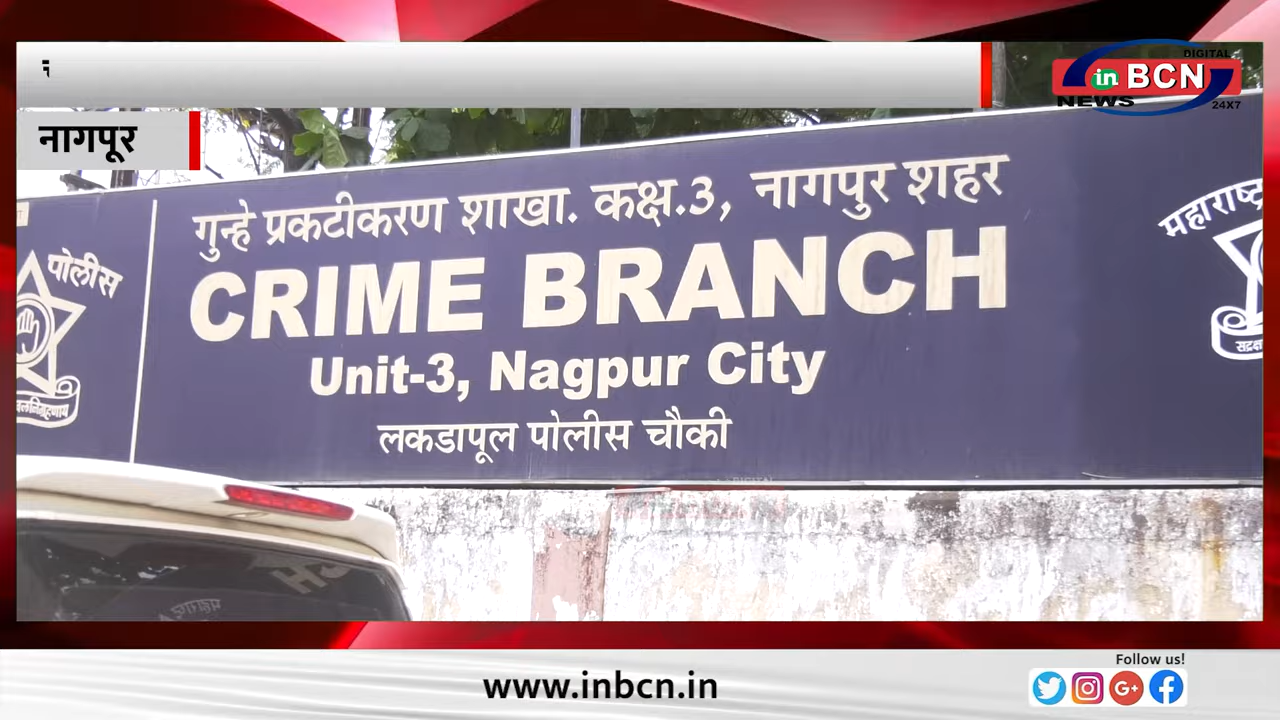 DIGITAL
in BCN
NEWS
24X7
नागपूर
गुन्हे प्रकटीकरण शाखा. कक्ष.3, नागपुर शहर
CRIME BRANCH
Unit-3, Nagpur City
लकडापूल पोलीस चौकी
पोलीस
महाराष्ट्र
www.inbcn.in
Follow us!